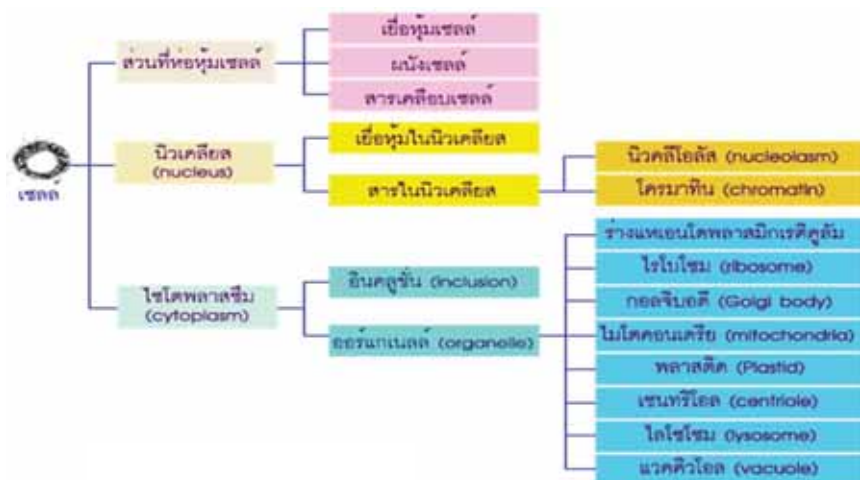 เซลล์
ส่วนที่ห่อหุ้มเซลล์
เยื่อหุ้มเซลล์
ผนังเซลล์
สารเคลือบเซลล์
นิวเคลียส
(nucleus)
เยื่อหุ้มในนิวเคลียส
สารในนิวเคลียส
นิวคลีโอลัส (nucleolasm)
โครมาทิน (chromatin)
ไซโตพลาสซึม
(cytoplasm)
อินคลูชั่น (inclusion)
ออร์แกเนลล์ (organelle)
ร่างแหเอนโดพลาสมิกเรติคูลัม
ไรโบโซม (ribosome)
กอลจิบอดี (Golgi body)
ไมโตคอนเดรีย (mitochondria)
พลาสติด (Plastid)
เซนทริโอล (centriole)
ไลโซโซม (lysosome)
แวคคิวโอล (vacuole)